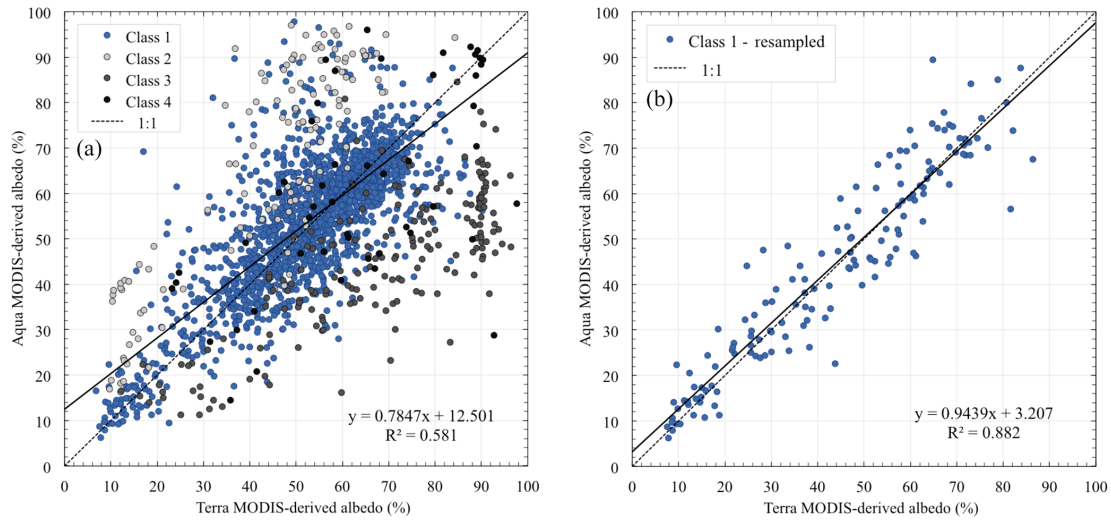 100
90
80
70
60
50
40
30
20
10
0
Aqua MODIS-derived albedo (%)
Class 1
Class 2
Class 3
Class 4
1:1
(a)
y = 0.7847x + 12.501
R² = 0.581
0 10 20 30 40 50 60 70 80 90 100
Terra MODIS-derived albedo (%)
100
90
80
70
60
50
40
30
20
10
0
Aqua MODIS-derived albedo (%)
Class 1 - resampled
1:1
(b)
y = 0.9439x + 3.207
R² = 0.882
0 10 20 30 40 50 60 70 80 90 100
Terra MODIS-derived albedo (%)